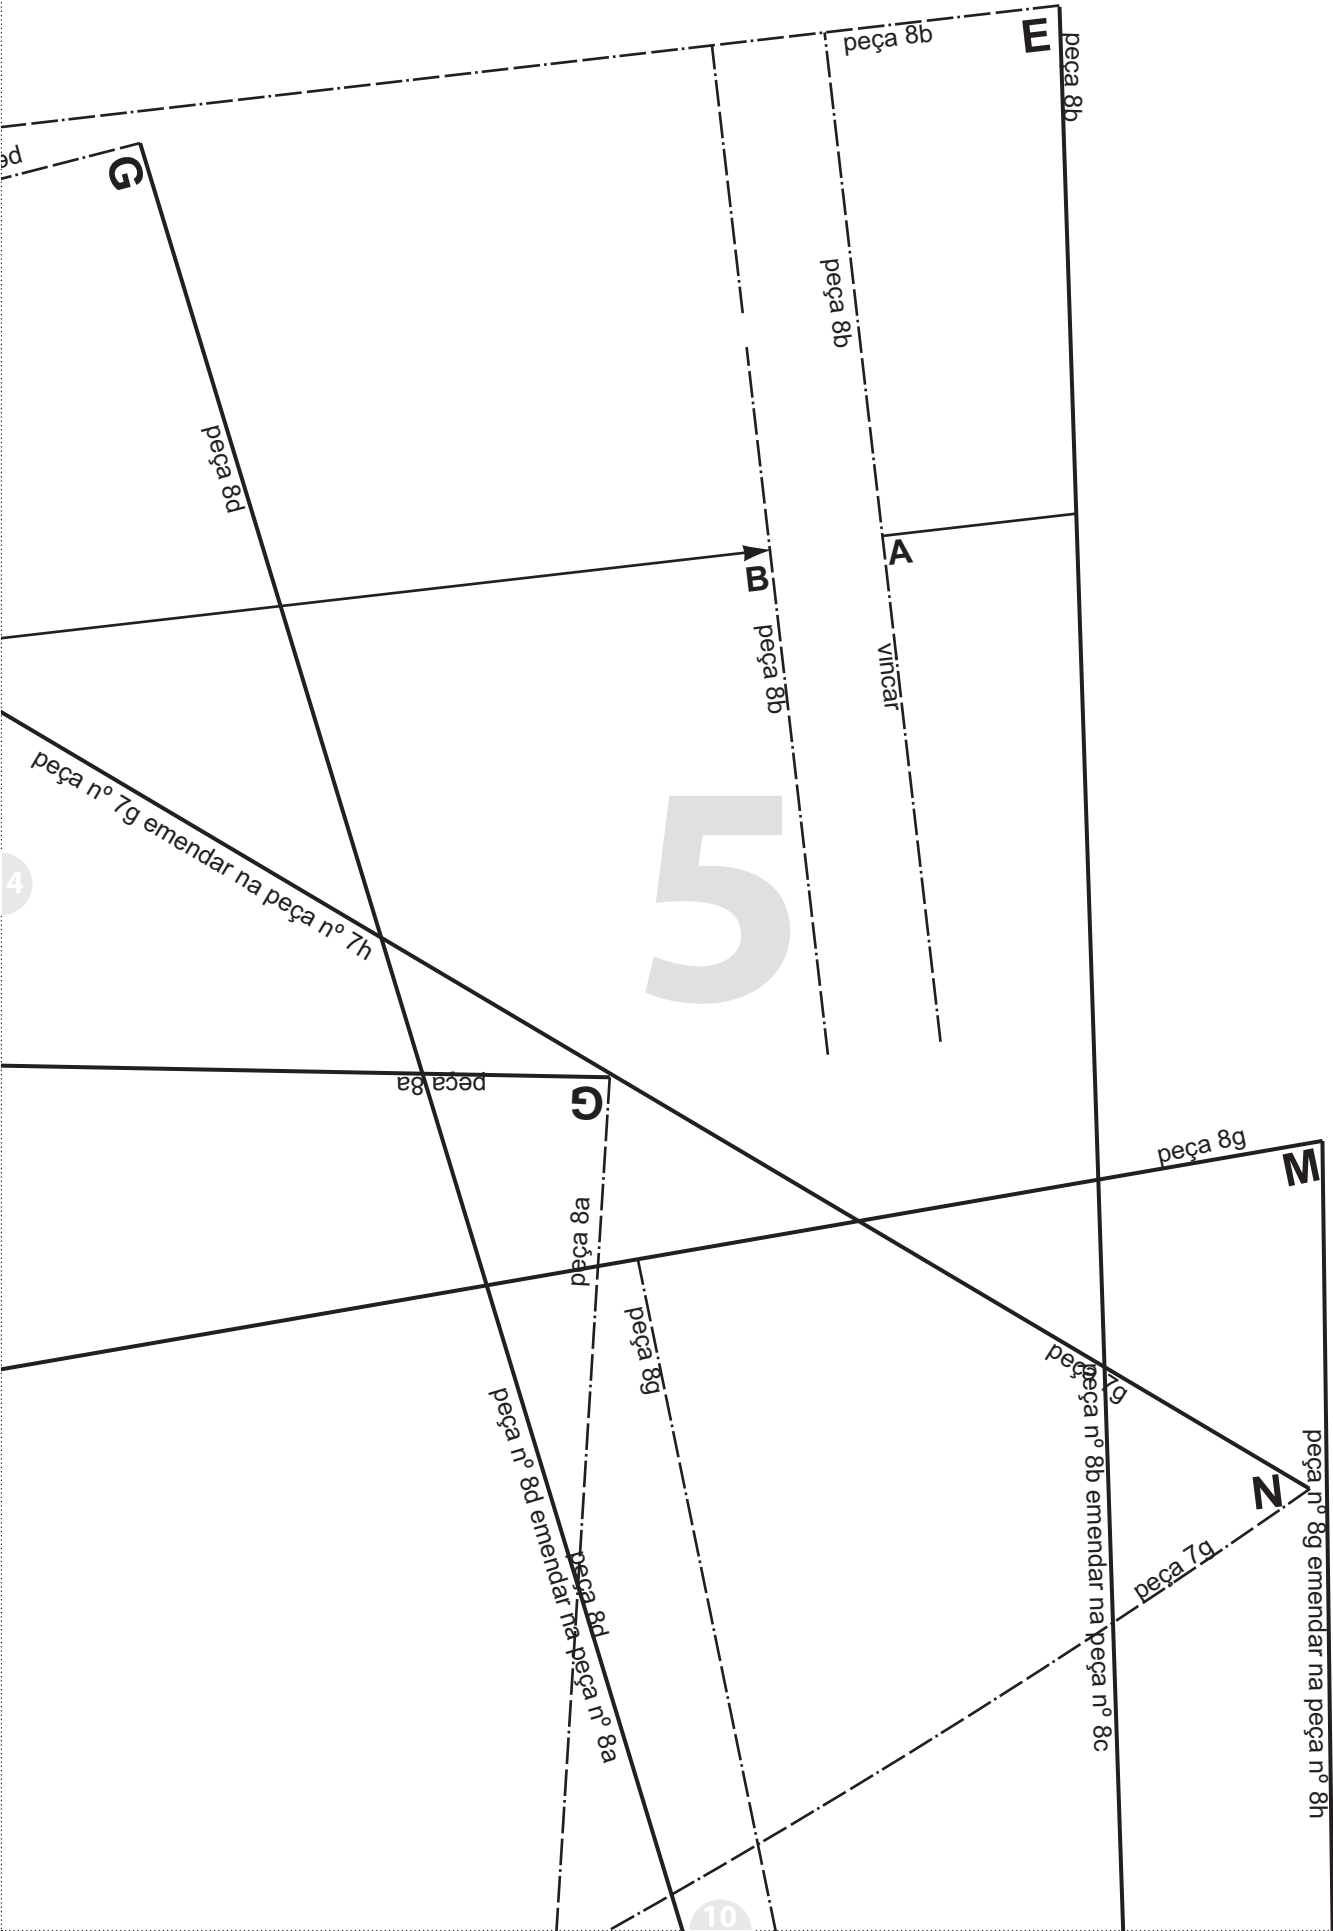 peça 8b
E
peça 8b
G
peça 8b
peça 8d
A
B
peça 8b
vincar
peça nº 7g emendar na peça nº 7h
5
4
peça 8a
G
peça 8g
M
peça 8a
peça 8g
peça 7g
peça nº 8b emendar na peça nº 8c
N
peça nº 8g emendar na peça nº 8h
peça 7g
peça nº 8d emendar na peça nº 8a
peça 8d
10